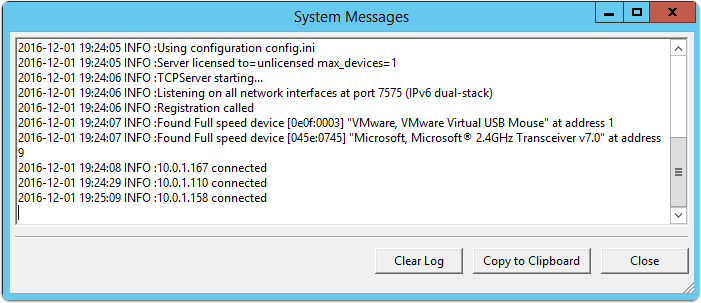 System Messages
2016-12-01 19:24:05 INFO :Using configuration config.ini
2016-12-01 19:24:05 INFO :Server licensed to=unlicensed max_devices=1
2016-12-01 19:24:06 INFO :TCPServer starting...
2016-12-01 19:24:06 INFO :Listening on all network interfaces at port 7575 (IPv6 dual-stack)
2016-12-01 19:24:06 INFO :Registration called
2016-12-01 19:24:07 INFO :Found Full speed device [0e0f:0003] "VMware, VMware Virtual USB Mouse" at address 1
2016-12-01 19:24:07 INFO :Found Full speed device [045e:0745] "Microsoft, Microsoft® 2.4GHz Transceiver v7.0" at address
9
2016-12-01 19:24:08 INFO :10.0.1.167 connected
2016-12-01 19:24:29 INFO :10.0.1.110 connected
2016-12-01 19:25:09 INFO :10.0.1.158 connected
Clear Log Copy to Clipboard Close